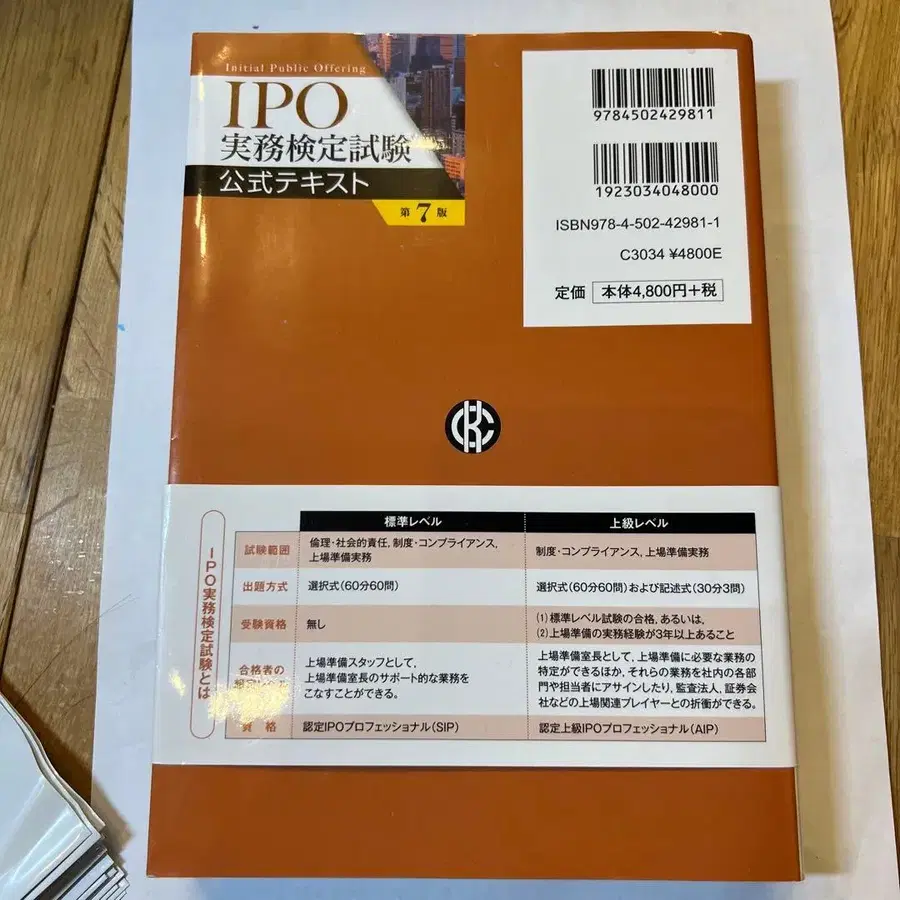 Initial Public Offering
IPO
実務検定試験
公式テキスト
第7版
9784502429811
1923034048000
ISBN978-4-502-42981-1
C3034 ¥4800E
定価 本体4,800円+税
IPO実務検定試験とは
標準レベル 上級レベル
試験範囲 倫理・社会的責任,制度・コンプライアンス,
上場準備実務
制度・コンプライアンス,上場準備実務
出題方式 選択式(60分60問) 選択式(60分60問)および記述式(30分3問)
受験資格 無し
(1)標準レベル試験の合格,あるいは,
(2)上場準備の実務経験が3年以上あること
合格者の
上場準備スタッフとして,
上場準備室長のサポート的な業務を
こなすことができる。
上場準備室長として,上場準備に必要な業務の
特定ができるほか,それらの業務を社内の各部
門や担当者にアサインしたり,監査法人,証券会
社などの上場関連プレイヤーとの折衝ができる。
資格 認定IPOプロフェッショナル(SIP) 認定上級IPOプロフェッショナル(AIP)